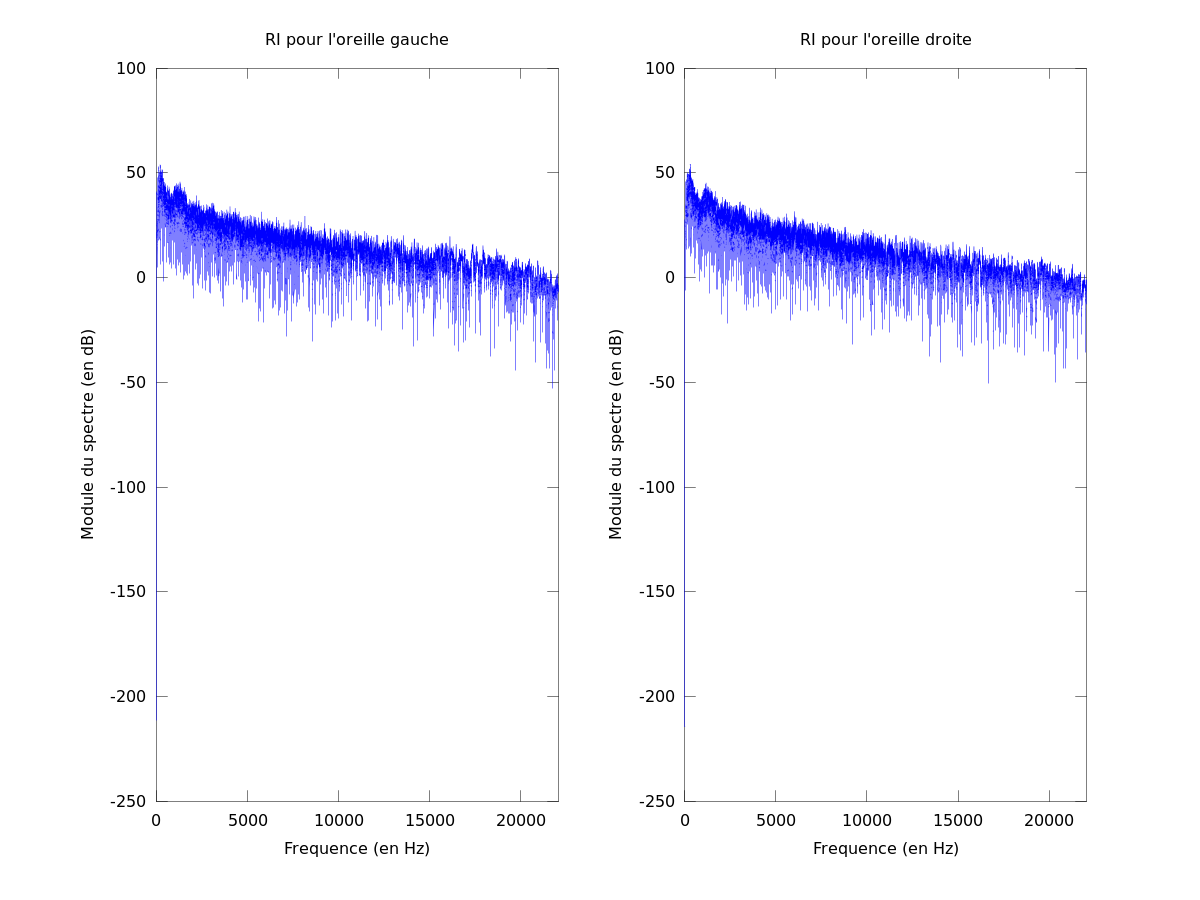 RI pour l'oreille gauche
100
50
0
-50
-100
-150
-200
-250
0 5000 10000 15000 20000
Module du spectre (en dB)
Frequence (en Hz)
RI pour l'oreille droite
100
50
0
-50
-100
-150
-200
-250
0 5000 10000 15000 20000
Module du spectre (en dB)
Frequence (en Hz)